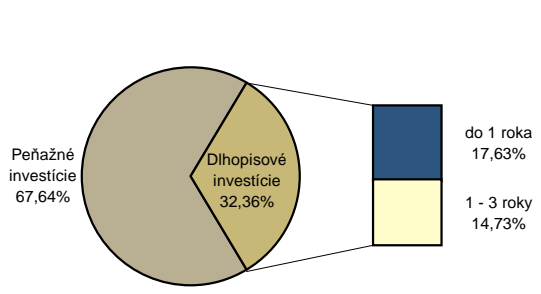 Peňažné
investície
67,64%
Dlhopisové
investície
32,36%
do 1 roka
17,63%
1 - 3 roky
14,73%